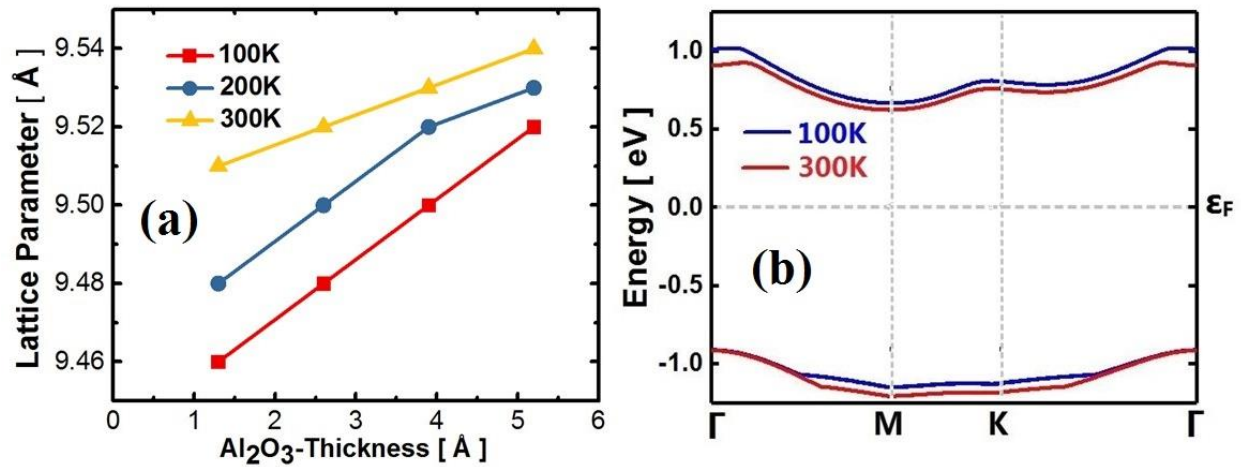 Lattice Parameter [ Å ]
9.54
9.52
9.50
9.48
9.46
100K
200K
300K
(a)
0 1 2 3 4 5 6
Al₂O₃-Thickness [ Å ]
Energy [ eV ]
1.0
0.5
0.0
-0.5
-1.0
100K
300K
εF
(b)
Γ M K Γ